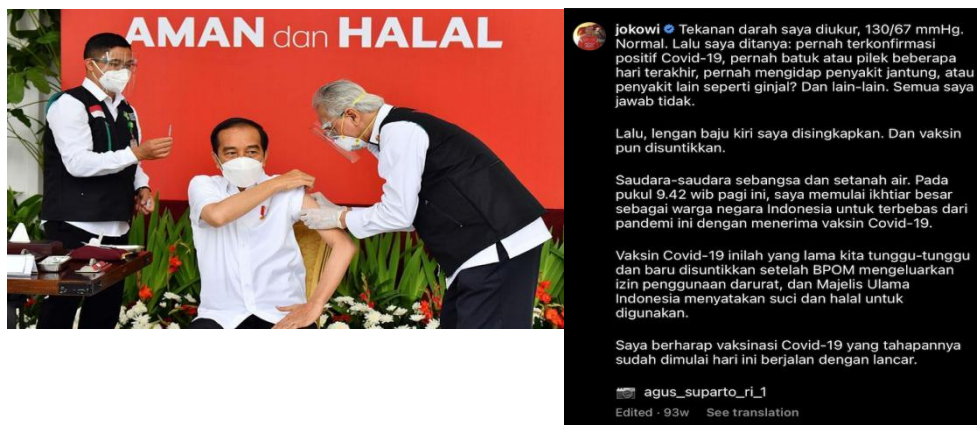 AMAN dan HALAL
jokowi Tekanan darah saya diukur, 130/67 mmHg.
Normal. Lalu saya ditanya: pernah terkonfirmasi
positif Covid-19, pernah batuk atau pilek beberapa
hari terakhir, pernah mengidap penyakit jantung, atau
penyakit lain seperti ginjal? Dan lain-lain. Semua saya
jawab tidak.
Lalu, lengan baju kiri saya disingkapkan. Dan vaksin
pun disuntikkan.
Saudara-saudara sebangsa dan setanah air. Pada
pukul 9.42 wib pagi ini, saya memulai ikhtiar besar
sebagai warga negara Indonesia untuk terbebas dari
pandemi ini dengan menerima vaksin Covid-19.
Vaksin Covid-19 inilah yang lama kita tunggu-tunggu
dan baru disuntikkan setelah BPOM mengeluarkan
izin penggunaan darurat, dan Majelis Ulama
Indonesia menyatakan suci dan halal untuk
digunakan.
Saya berharap vaksinasi Covid-19 yang tahapannya
sudah dimulai hari ini berjalan dengan lancar.
📷 agus_suparto_ri_1
Edited · 93w See translation